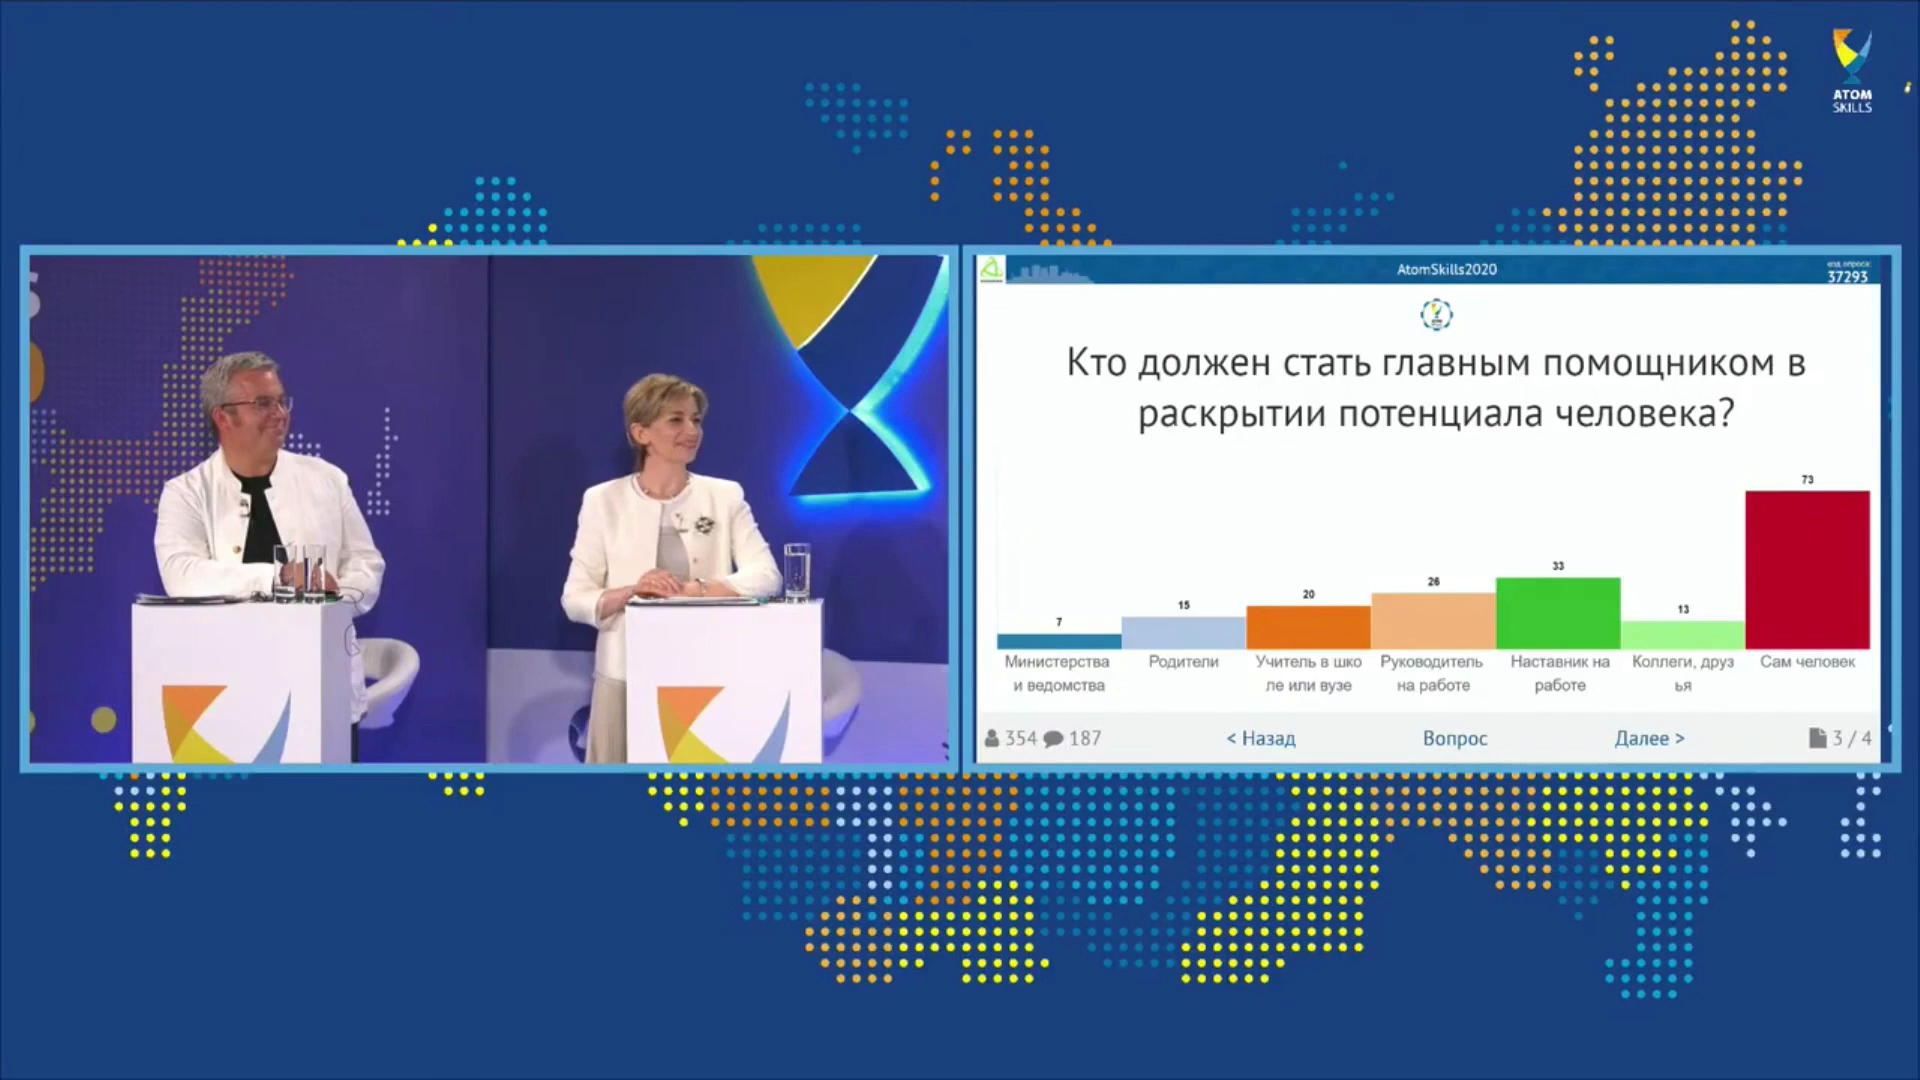 ATOM
SKILLS
S
AtomSkills2020
код опроса:
37293
Кто должен стать главным помощником в
раскрытии потенциала человека?
7
15
20
26
33
13
73
Министерства
и ведомства
Родители
Учитель в шко
ле или вузе
Руководитель
на работе
Наставник на
работе
Коллеги, друз
ья
Сам человек
354
187
< Назад
Вопрос
Далее >
3 / 4